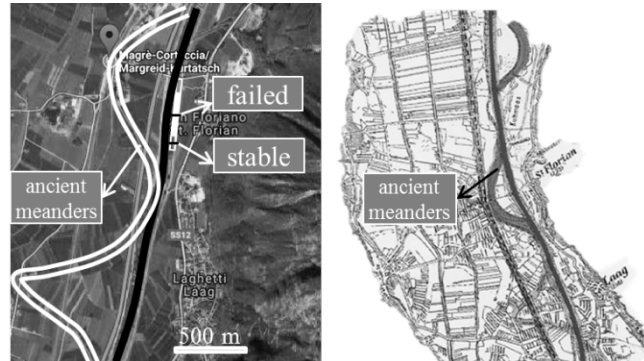 Magrè-Cortaccia/
Margreid-Kurtatsch
failed
n Floriano
t. Florian
stable
ancient
meanders
SS12
Laghetti
Laag
500 m
ancient
meanders
St Florian
Laag